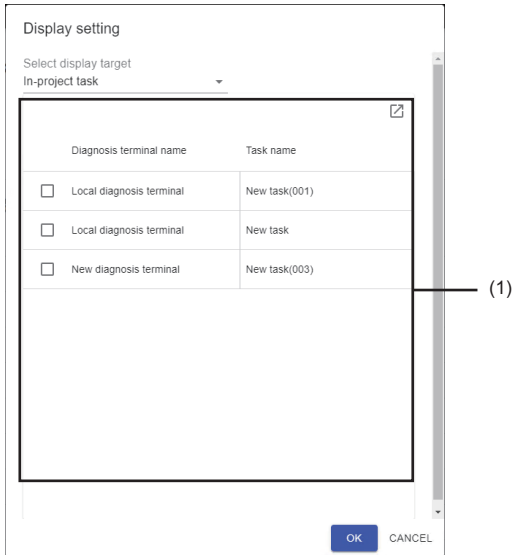 Display setting
Select display target
In-project task
Diagnosis terminal name Task name
Local diagnosis terminal New task(001)
Local diagnosis terminal New task
New diagnosis terminal New task(003)
(1)
OK CANCEL